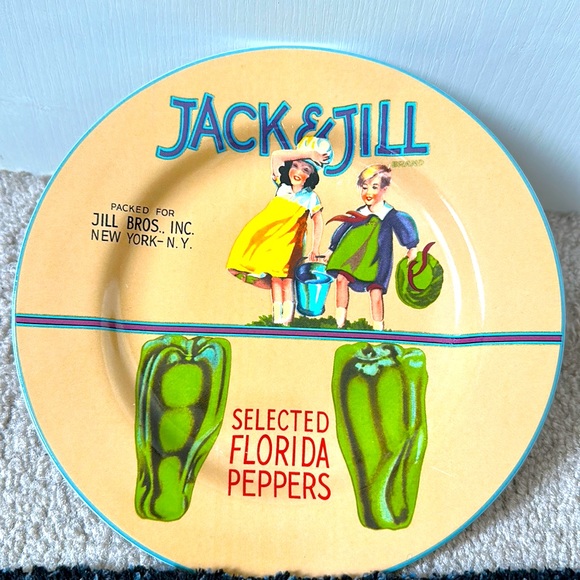 JACK & JILL
BRAND
PACKED FOR
JILL BROS., INC.
NEW YORK-N.Y.
SELECTED
FLORIDA
PEPPERS